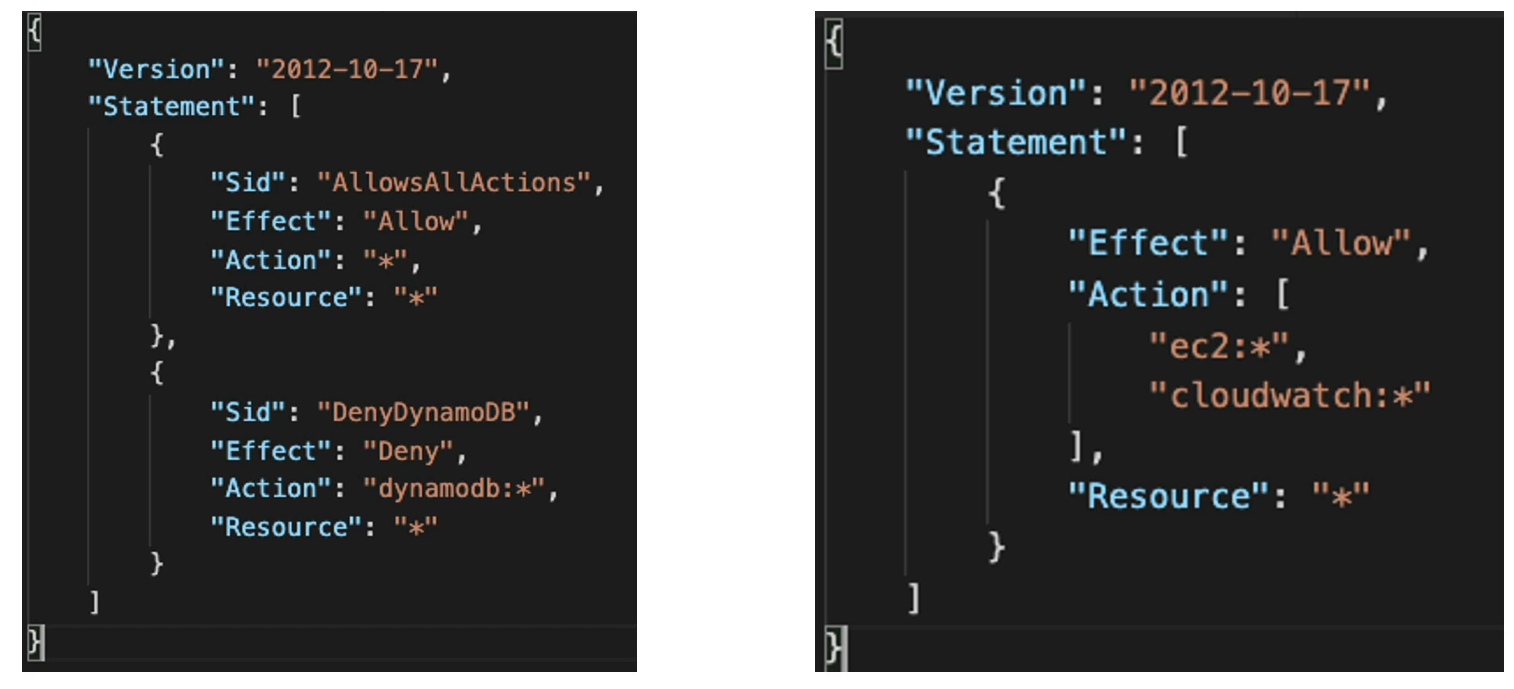 {
"Version": "2012-10-17",
"Statement": [
{
"Sid": "AllowsAllActions",
"Effect": "Allow",
"Action": "*",
"Resource": "*"
},
{
"Sid": "DenyDynamoDB",
"Effect": "Deny",
"Action": "dynamodb:*",
"Resource": "*"
}
]
}
{
"Version": "2012-10-17",
"Statement": [
{
"Effect": "Allow",
"Action": [
"ec2:*",
"cloudwatch:*"
],
"Resource": "*"
}
]
}